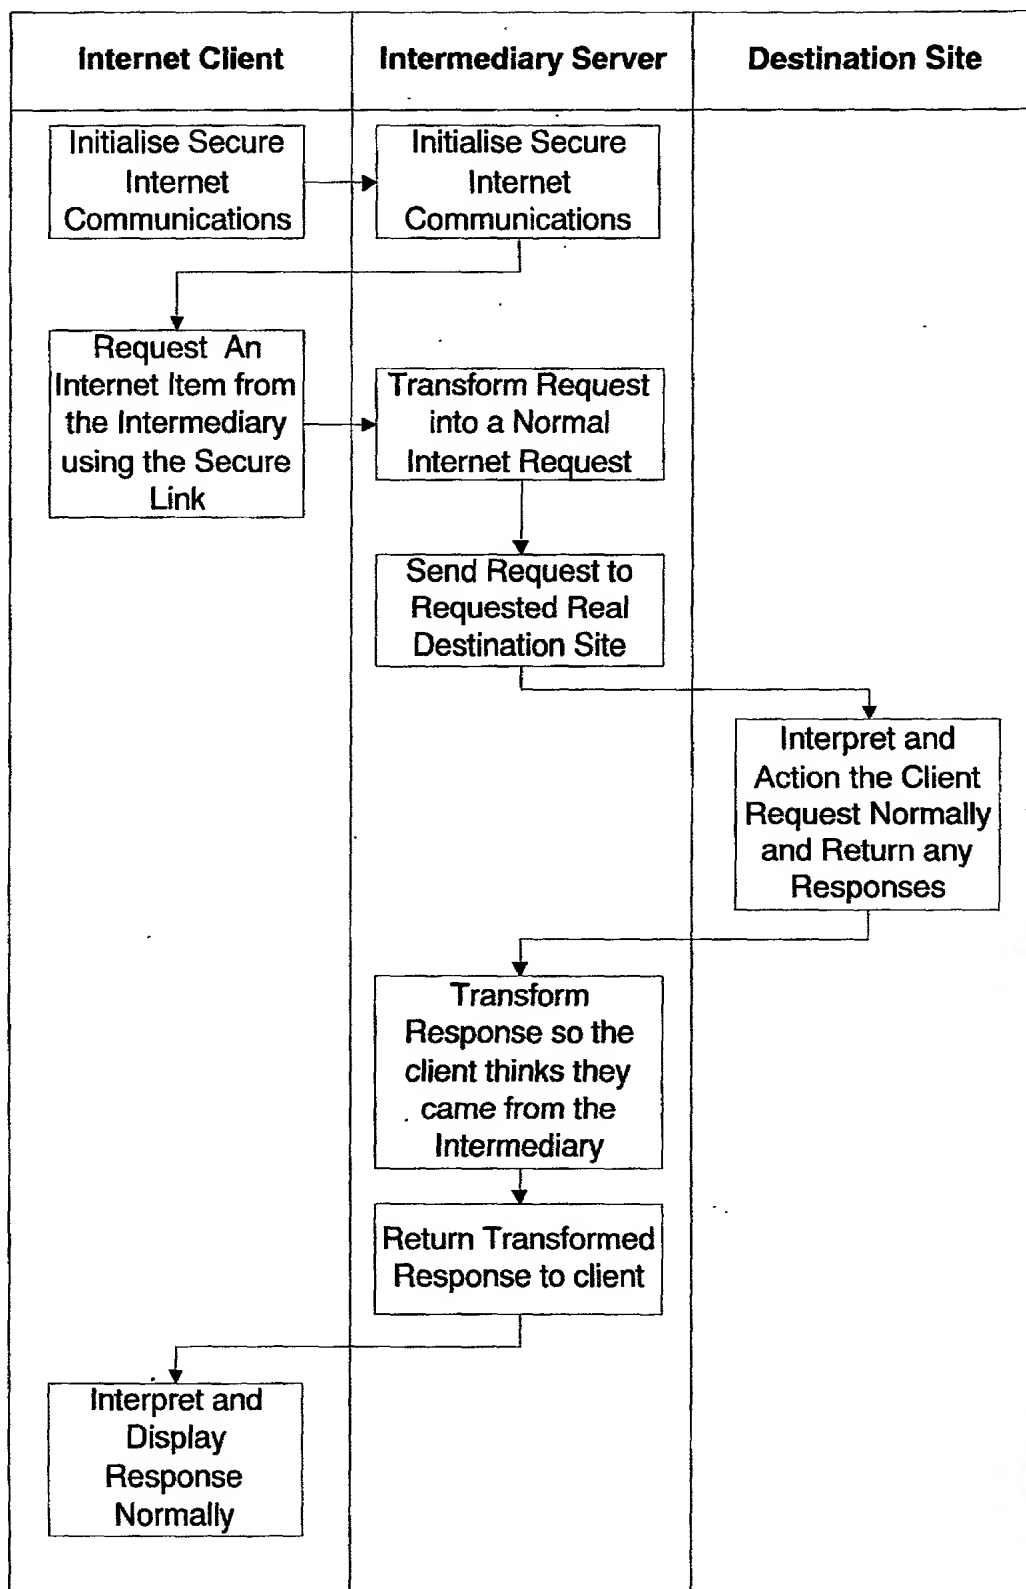 Internet Client
Intermediary Server
Destination Site
Initialise Secure
Internet
Communications
Initialise Secure
Internet
Communications
Request An
Internet Item from
the Intermediary
using the Secure
Link
Transform Request
into a Normal
Internet Request
Send Request to
Requested Real
Destination Site
Interpret and
Action the Client
Request Normally
and Return any
Responses
Transform
Response so the
client thinks they
came from the
Intermediary
Return Transformed
Response to client
Interpret and
Display
Response
Normally